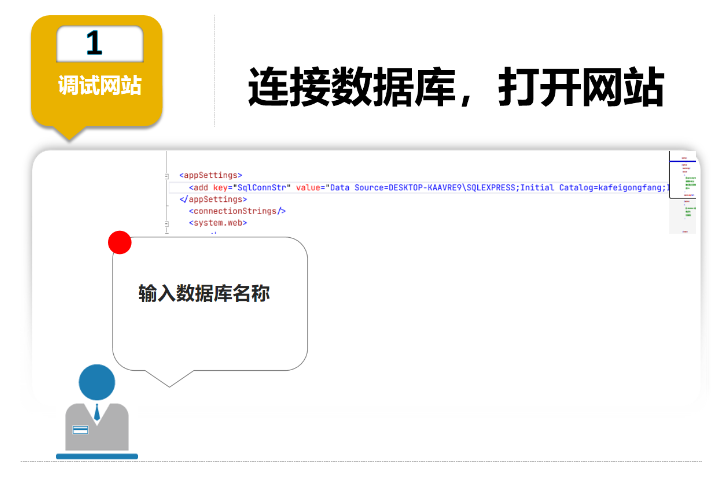 1
调试网站
连接数据库，打开网站
<appSettings>
<add key="SqlConnStr" value="Data Source=DESKTOP-KAAVRE9\SQLEXPRESS;Initial Catalog=kafeigongfang;
</appSettings>
<connectionStrings/>
<system.web>
输入数据库名称